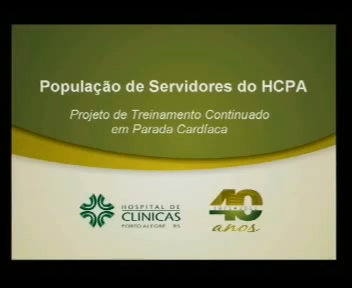 População de Servidores do HCPA
Projeto de Treinamento Continuado
em Parada Cardíaca
HOSPITAL DE
CLINICAS
PORTO ALEGRE RS
40
anos